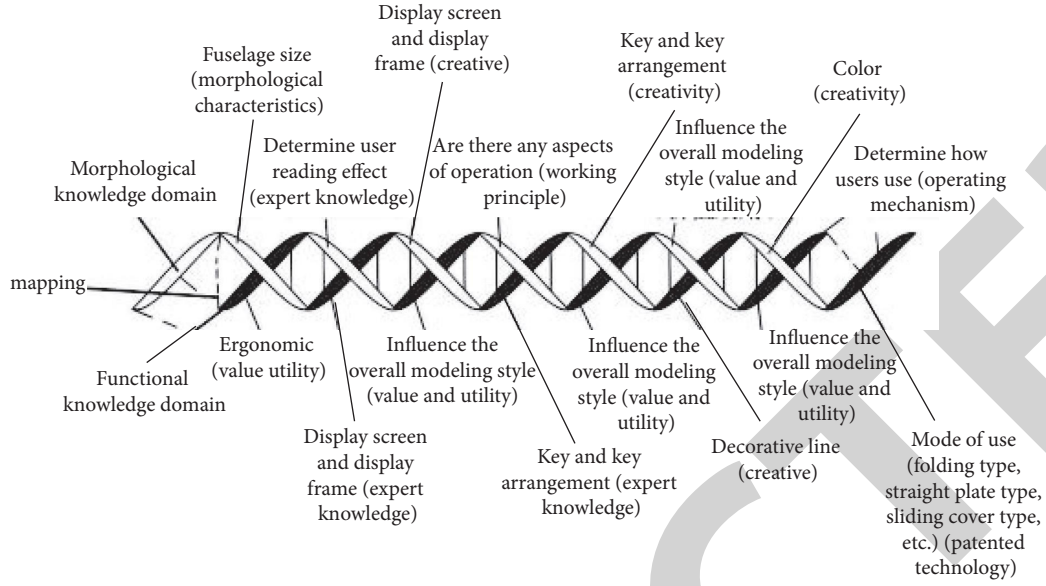 Display screen
and display
frame (creative)
Fuselage size
(morphological
characteristics)
Key and key
arrangement
(creativity)
Color
(creativity)
Morphological
knowledge domain
Determine user
reading effect
(expert knowledge)
Are there any aspects
of operation (working
principle)
Influence the
overall modeling
style (value and
utility)
Determine how
users use (operating
mechanism)
mapping
Functional
knowledge domain
Ergonomic
(value utility)
Influence the
overall modeling style
(value and utility)
Influence the
overall modeling
style (value and
utility)
Influence the
overall modeling
style (value and
utility)
Display screen
and display
frame (expert
knowledge)
Key and key
arrangement (expert
knowledge)
Decorative line
(creative)
Mode of use
(folding type,
straight plate type,
sliding cover type,
etc.) (patented
technology)